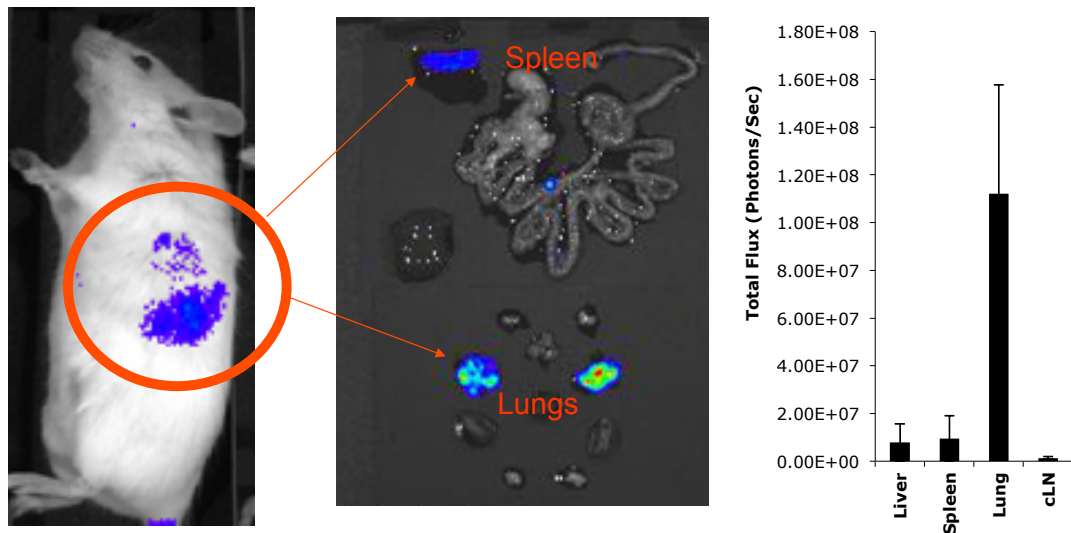 Spleen
Lungs
Total Flux (Photons/Sec)
1.80E+08
1.60E+08
1.40E+08
1.20E+08
1.00E+08
8.00E+07
6.00E+07
4.00E+07
2.00E+07
0.00E+00
Liver
Spleen
Lung
cLN